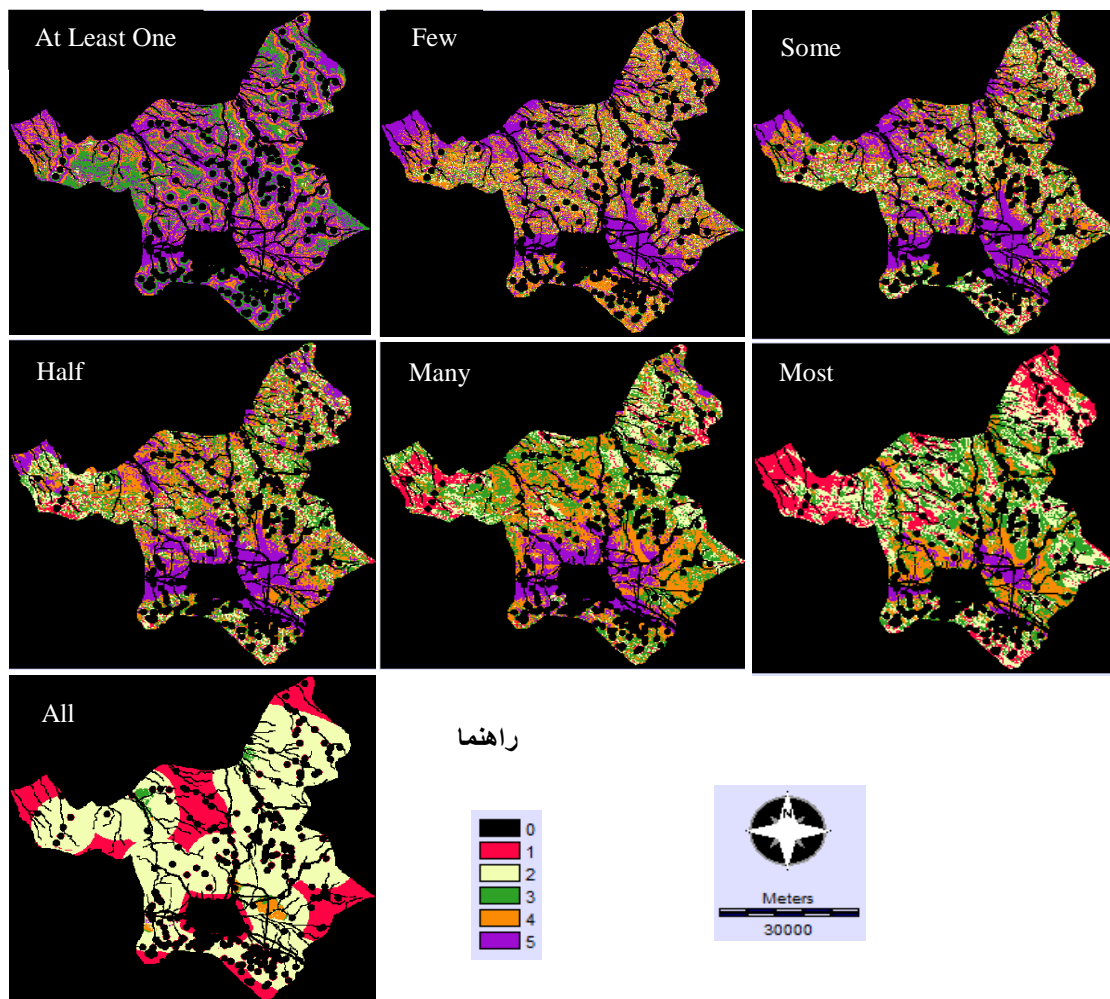 At Least One
Few
Some
Half
Many
Most
All
راهنما
0
1
2
3
4
5
N
Meters
30000